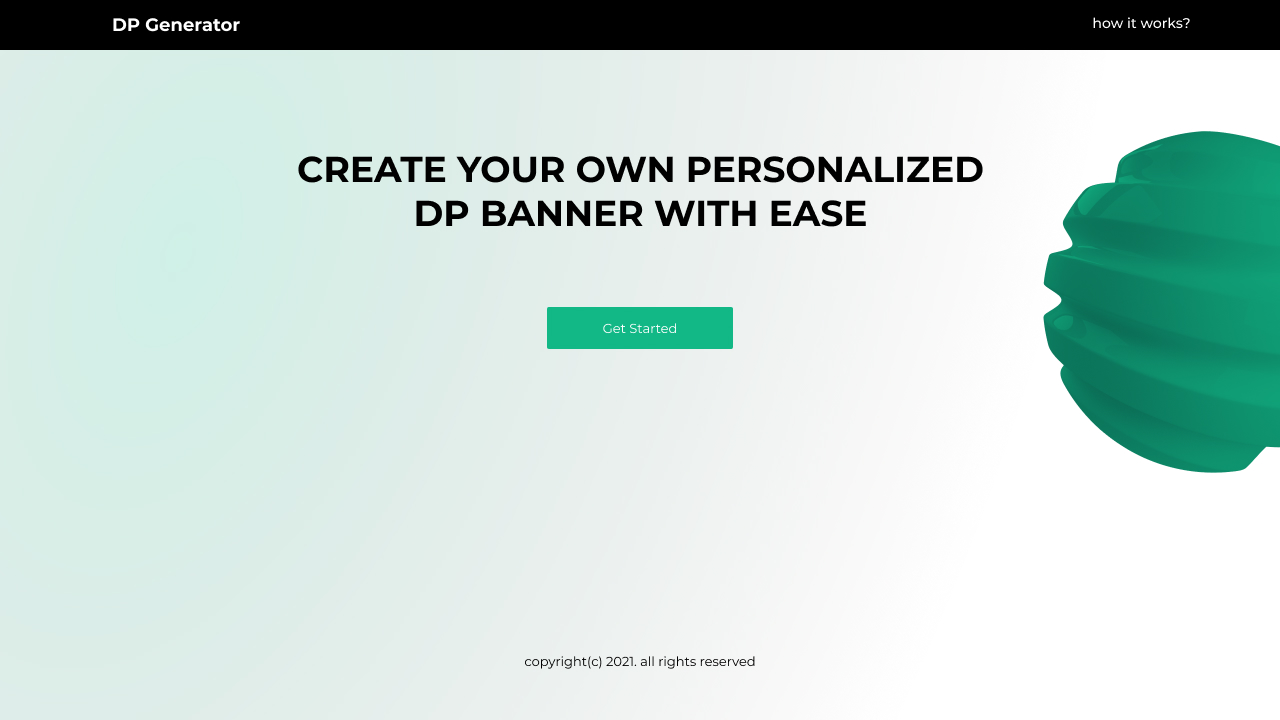 DP Generator
how it works?
CREATE YOUR OWN PERSONALIZED
DP BANNER WITH EASE
Get Started
copyright(c) 2021. all rights reserved